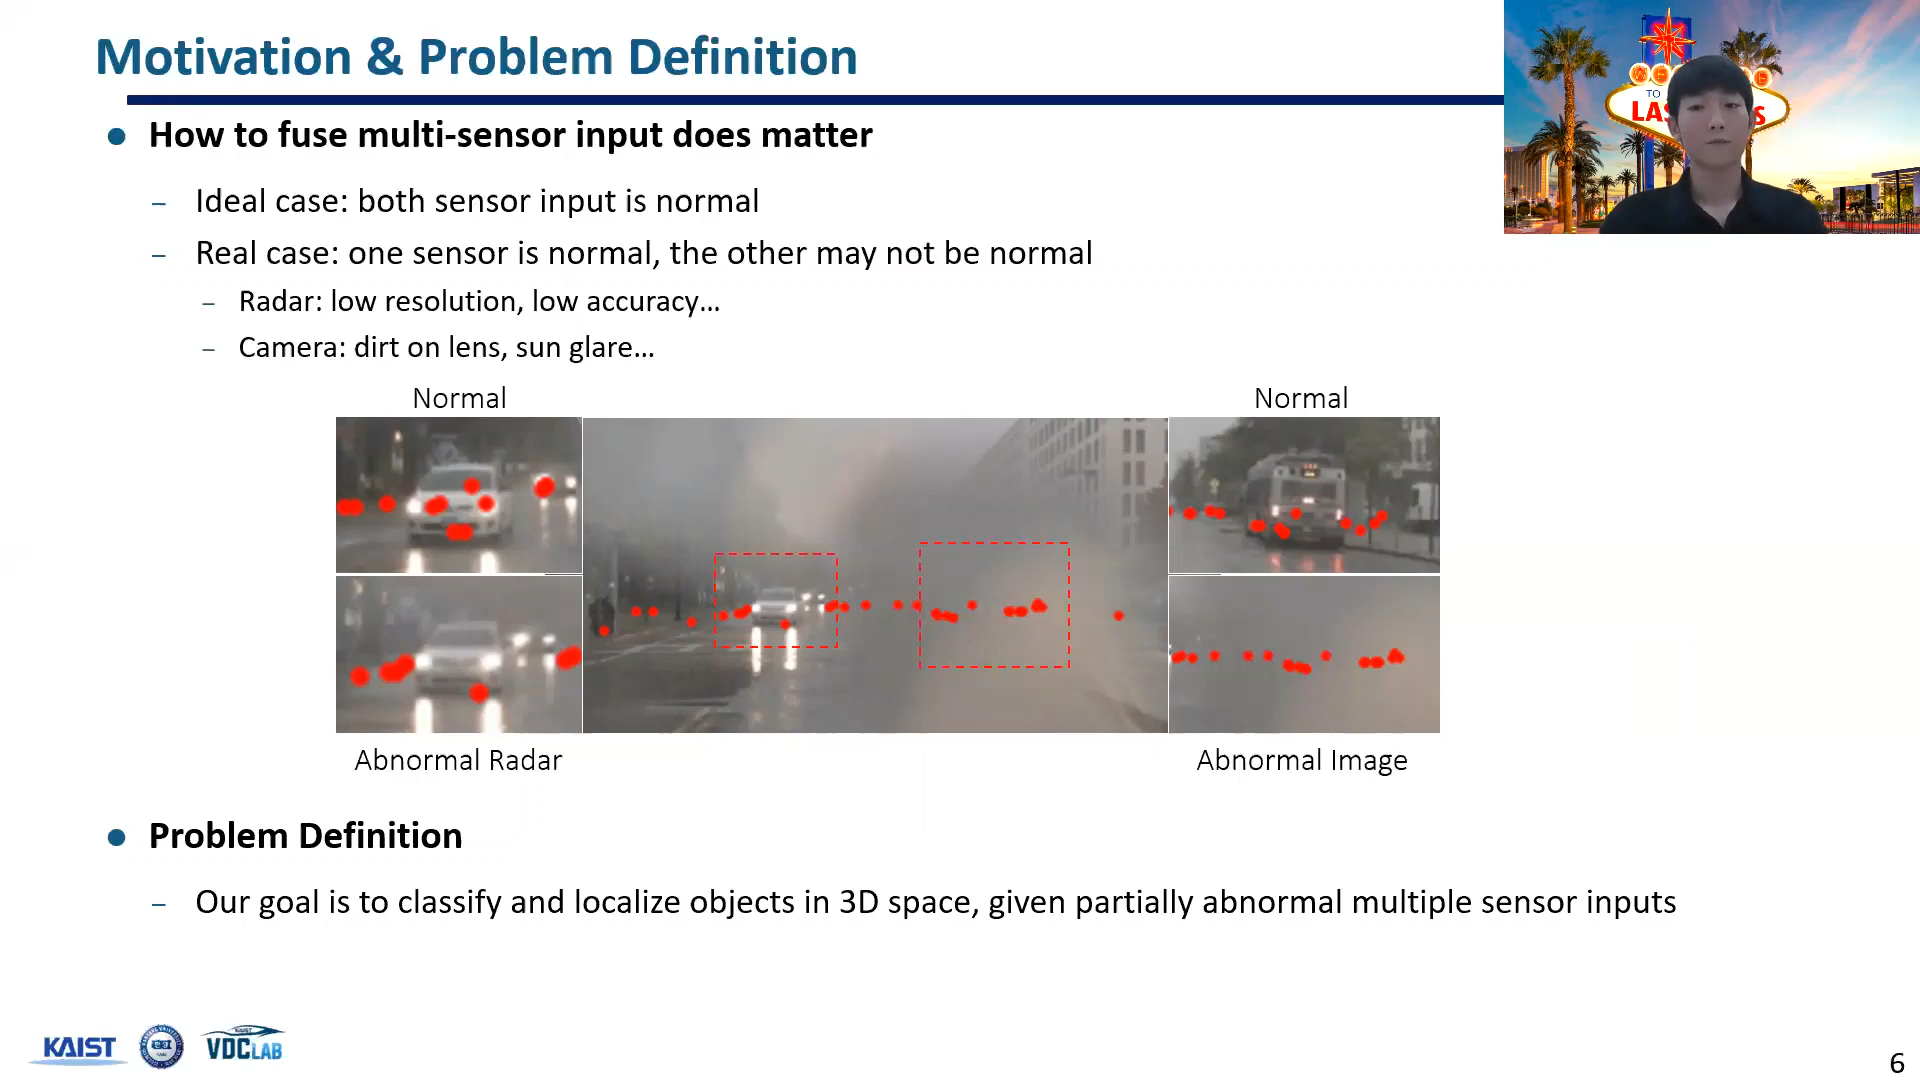 Motivation & Problem Definition
How to fuse multi-sensor input does matter
– Ideal case: both sensor input is normal
– Real case: one sensor is normal, the other may not be normal
– Radar: low resolution, low accuracy...
– Camera: dirt on lens, sun glare...
Normal
Normal
Abnormal Radar
Abnormal Image
Problem Definition
– Our goal is to classify and localize objects in 3D space, given partially abnormal multiple sensor inputs
KAIST
VDCLAB
6
TO